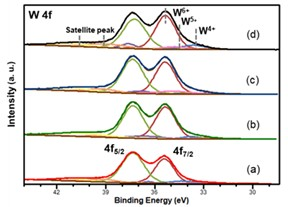 W 4f
W6+
W5+
W4+
Satellite peak
(d)
(c)
(b)
4f5/2
4f7/2
(a)
Intensity (a. u.)
42 39 36 33 30
Binding Energy (eV)